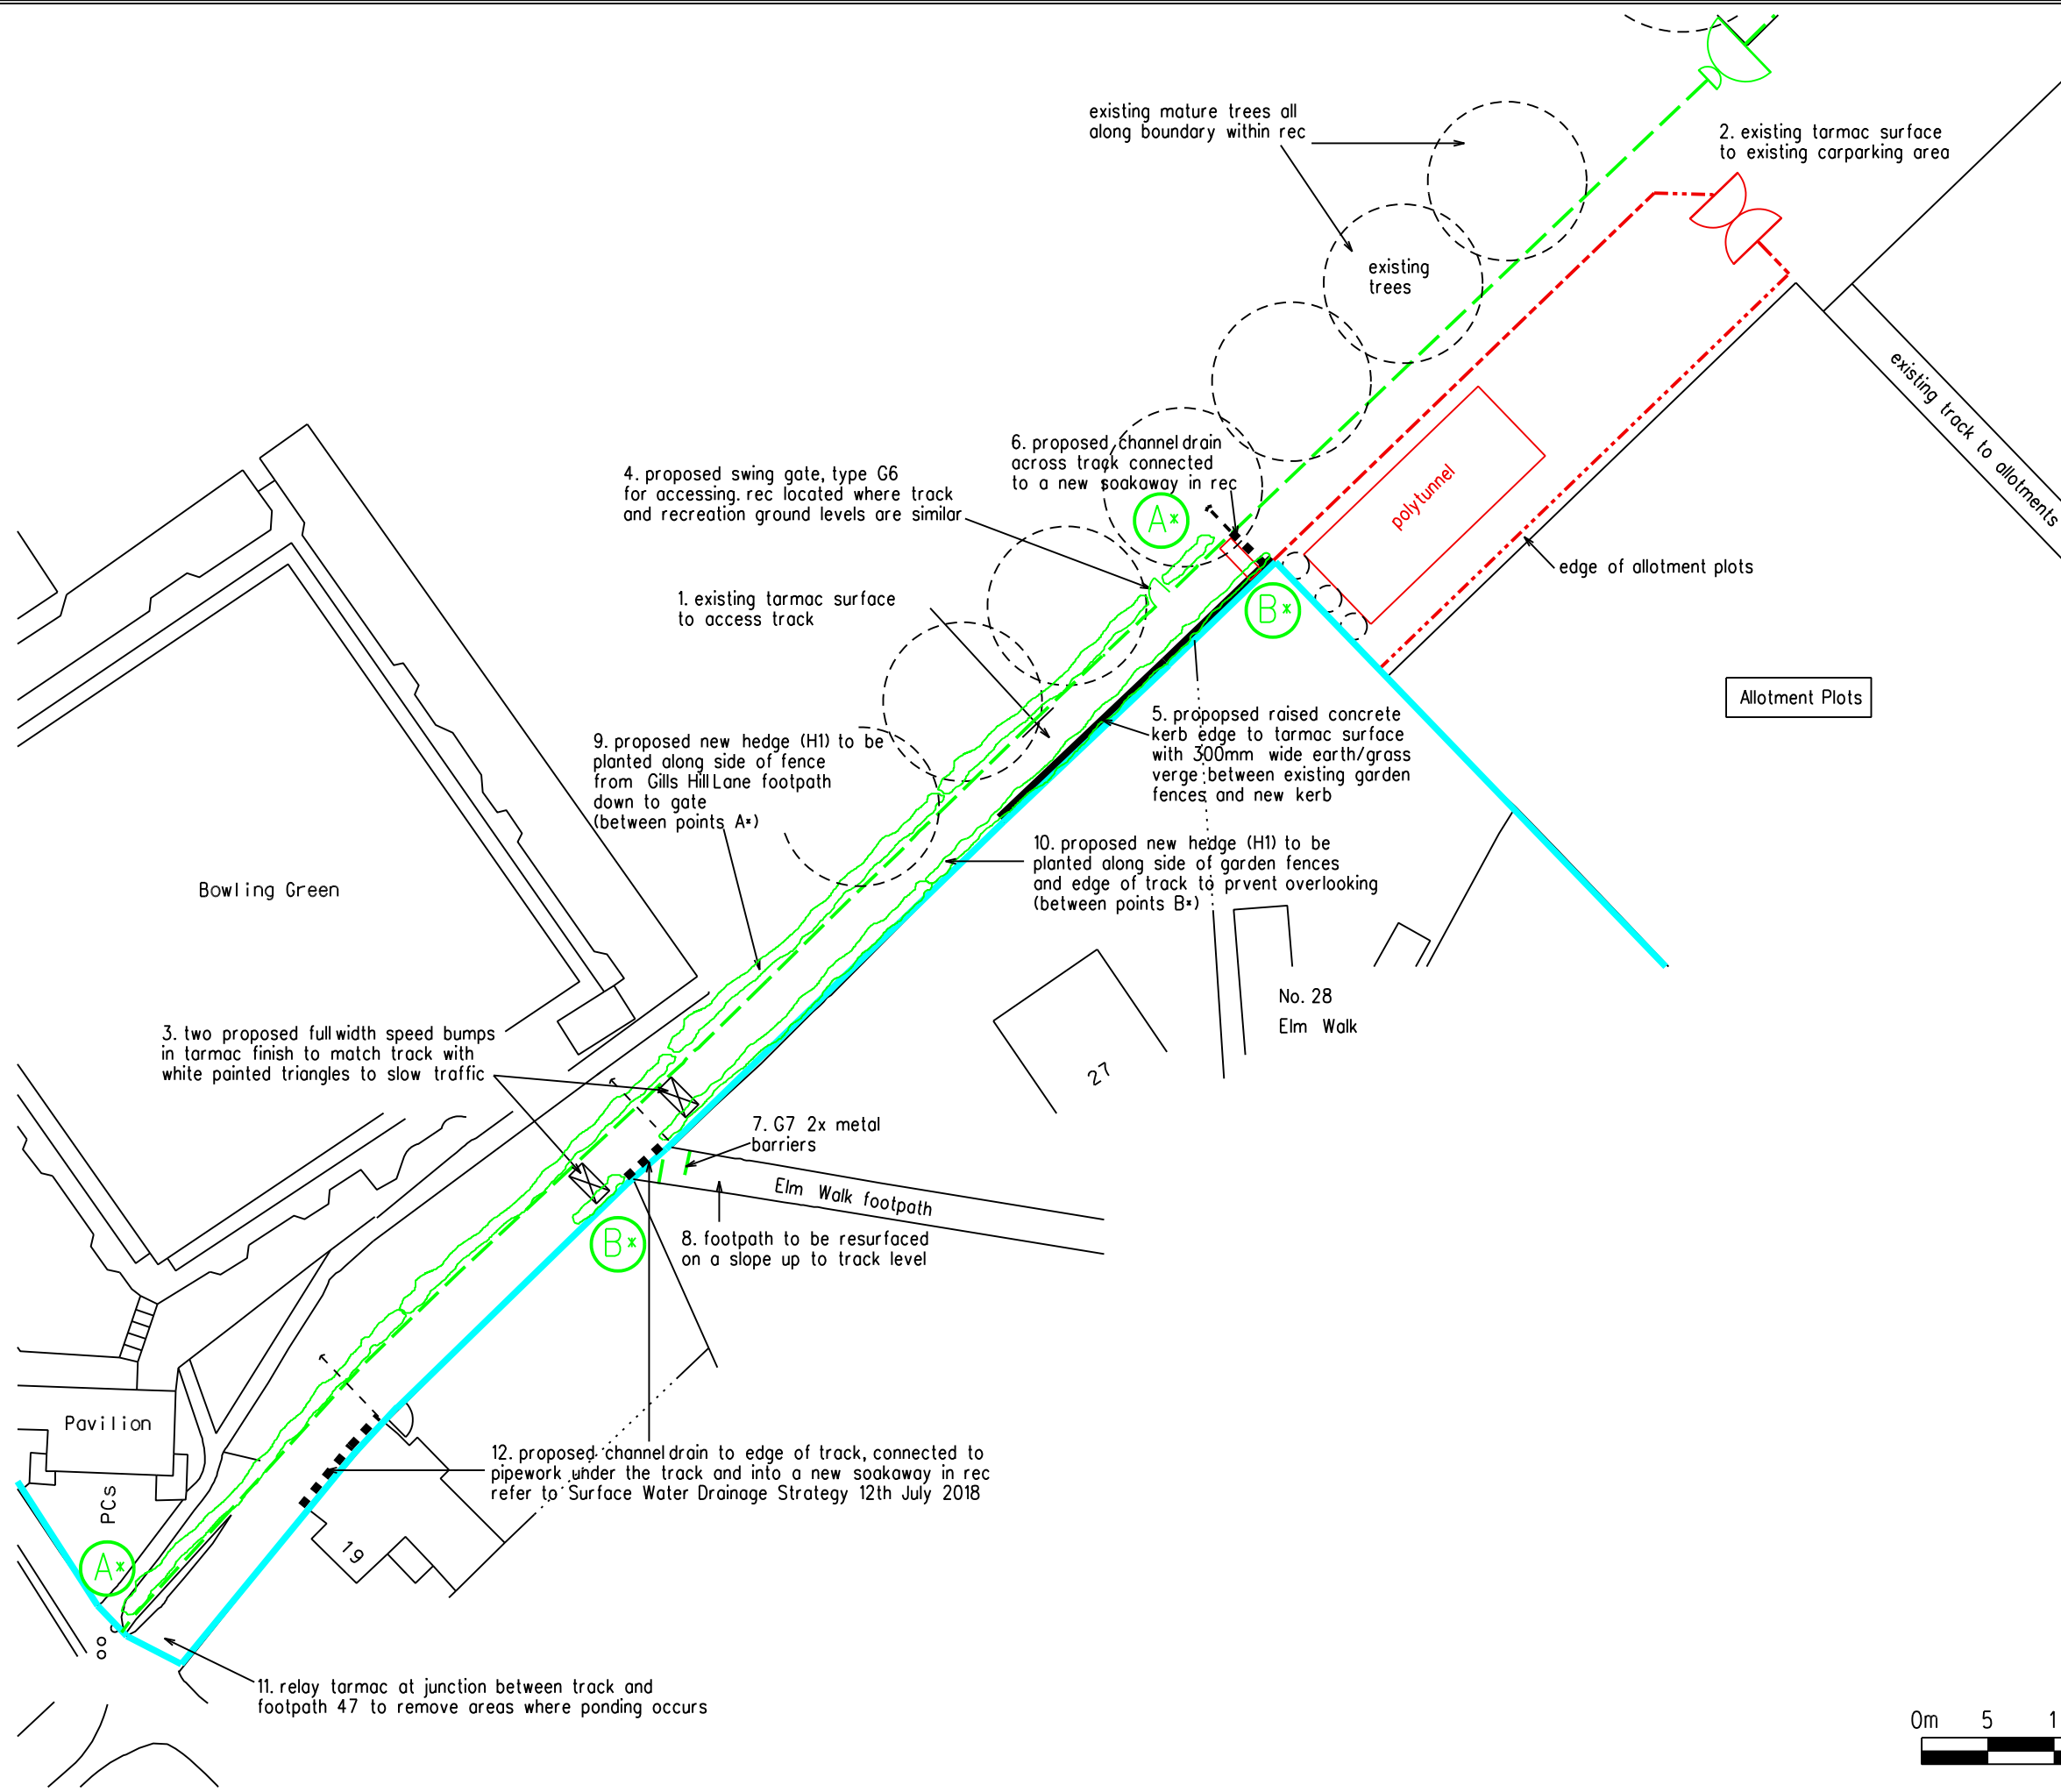 existing mature trees all
along boundary within rec
2. existing tarmac surface
to existing carparking area
existing
trees
existing track to allotments
6. proposed channel drain
across track connected
to a new soakaway in rec
4. proposed swing gate, type G6
for accessing. rec located where track
and recreation ground levels are similar
polytunnel
A*
edge of allotment plots
B*
1. existing tarmac surface
to access track
Allotment Plots
5. propopsed raised concrete
kerb edge to tarmac surface
with 300mm wide earth/grass
verge between existing garden
fences and new kerb
9. proposed new hedge (H1) to be
planted along side of fence
from Gills Hill Lane footpath
down to gate
(between points A*)
10. proposed new hedge (H1) to be
planted along side of garden fences
and edge of track to prvent overlooking
(between points B*)
Bowling Green
No. 28
Elm Walk
27
3. two proposed full width speed bumps
in tarmac finish to match track with
white painted triangles to slow traffic
7. G7 2x metal
barriers
Elm Walk footpath
B*
8. footpath to be resurfaced
on a slope up to track level
Pavilion
12. proposed channel drain to edge of track, connected to
pipework under the track and into a new soakaway in rec
refer to Surface Water Drainage Strategy 12th July 2018
PCs
19
A*
11. relay tarmac at junction between track and
footpath 47 to remove areas where ponding occurs
0m 5 1